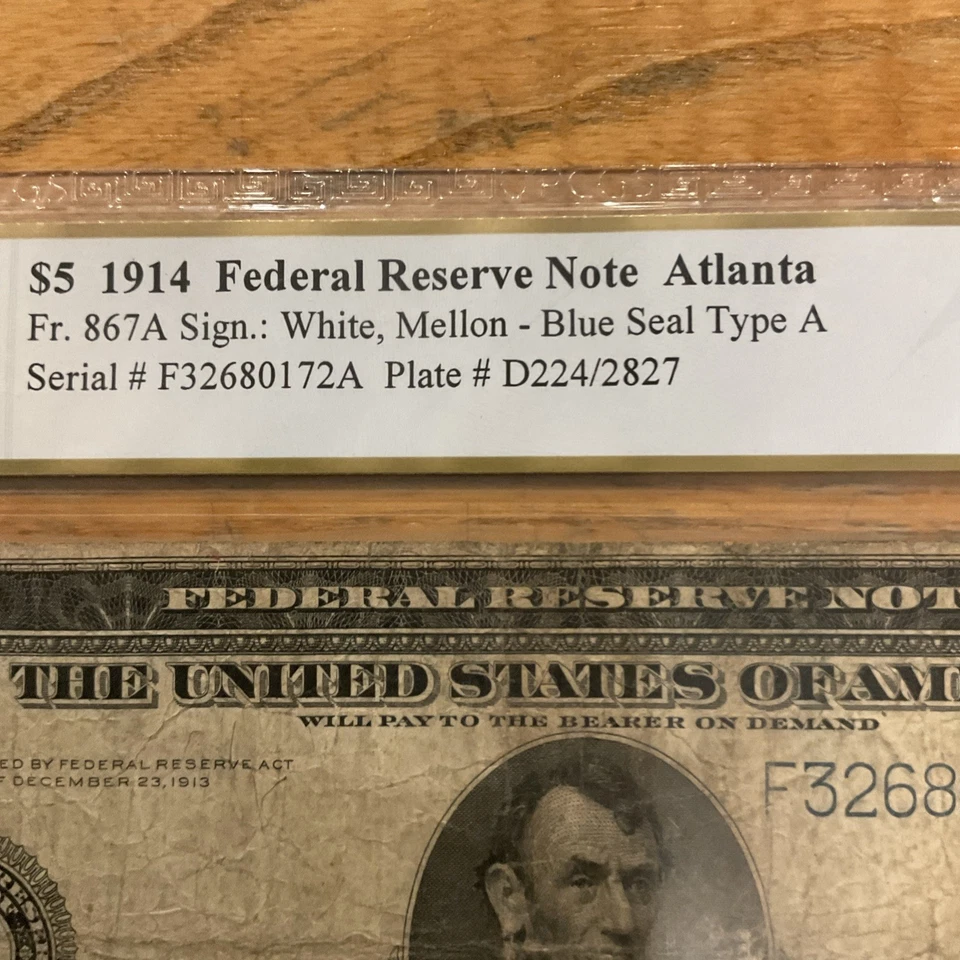 $5 1914 Federal Reserve Note Atlanta
Fr. 867A Sign.: White, Mellon - Blue Seal Type A
Serial # F32680172A Plate # D224/2827
FEDERAL RESERVE NOT
THE UNITED STATES OF AM
WILL PAY TO THE BEARER ON DEMAND
ED BY FEDERAL RESERVE ACT
F DECEMBER 23, 1913
F3268
RESE